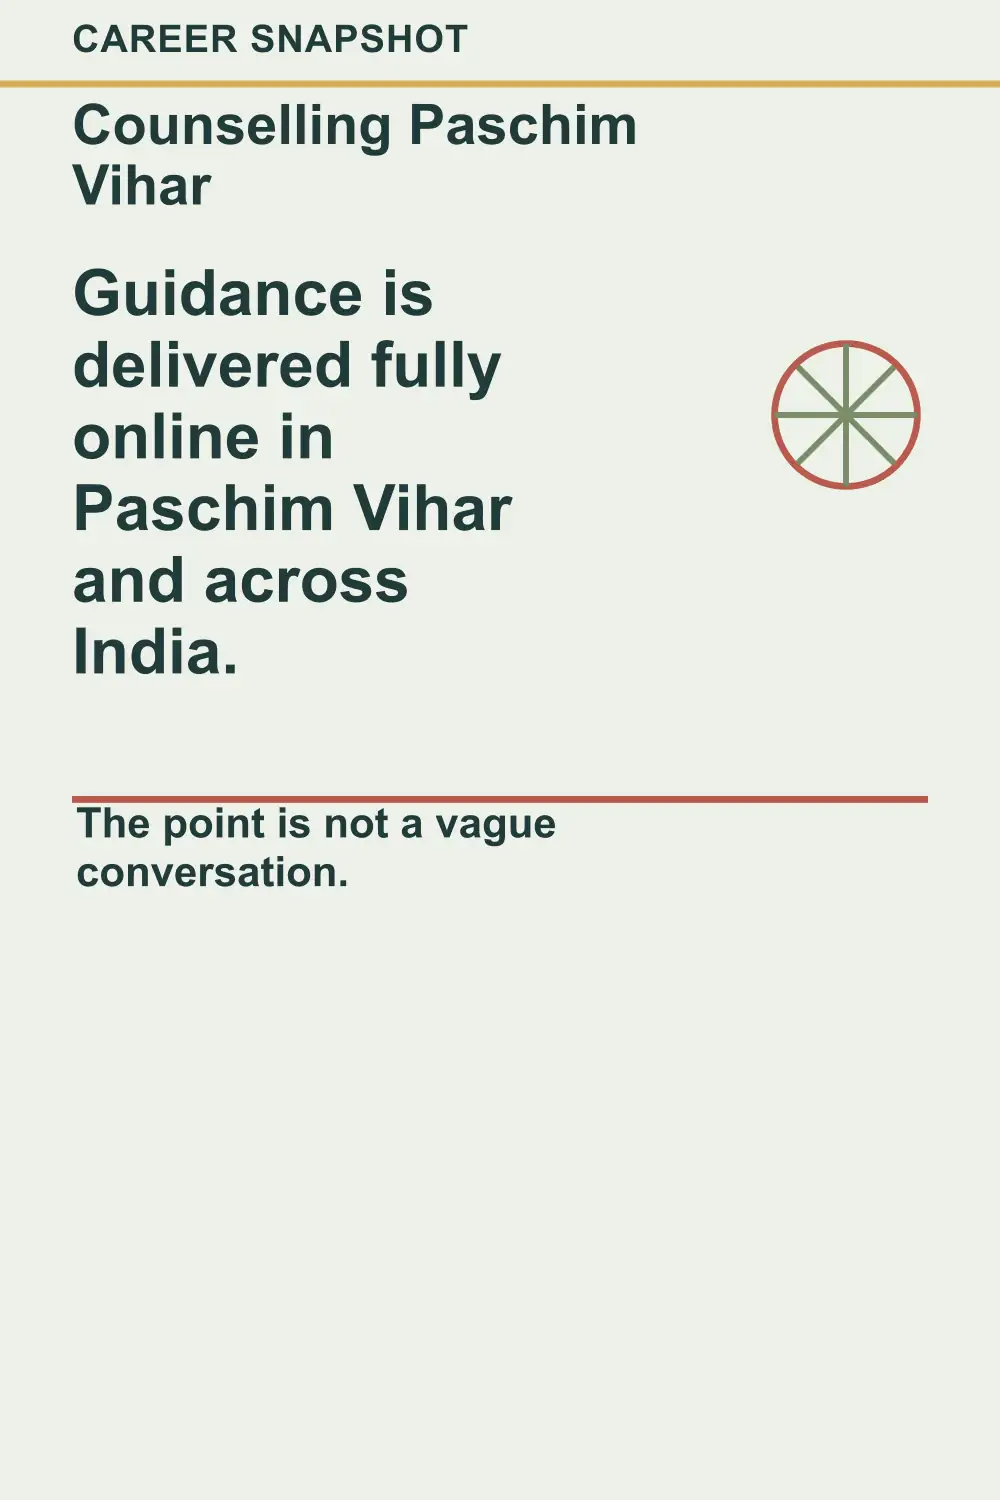 CAREER SNAPSHOT
Counselling Paschim
Vihar
Guidance is
delivered fully
online in
Paschim Vihar
and across
India.
The point is not a vague
conversation.